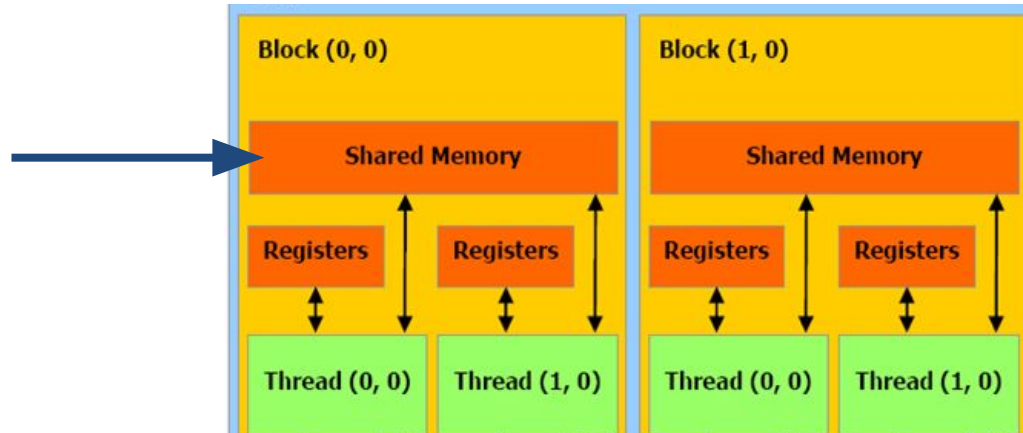 Block (0, 0)
Block (1, 0)
Shared Memory
Shared Memory
Registers
Registers
Registers
Registers
Thread (0, 0)
Thread (1, 0)
Thread (0, 0)
Thread (1, 0)